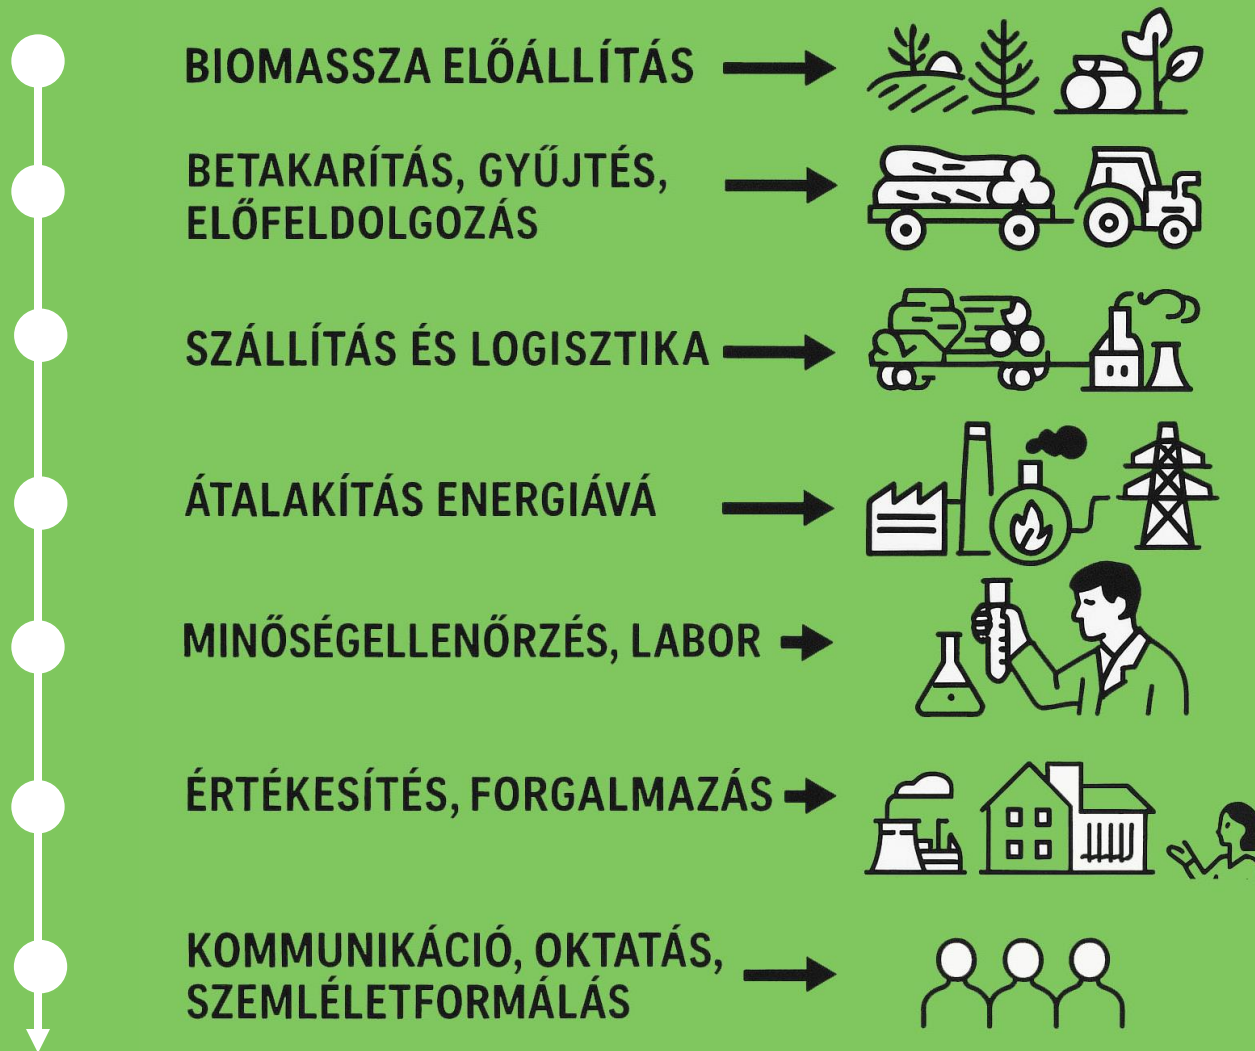 BIOMASSZA ELŐÁLLÍTÁS
BETAKARÍTÁS, GYŰJTÉS,
ELŐFELDOLGOZÁS
SZÁLLÍTÁS ÉS LOGISZTIKA
ÁTALAKÍTÁS ENERGIÁVÁ
MINŐSÉGELLENŐRZÉS, LABOR
ÉRTÉKESÍTÉS, FORGALMAZÁS
KOMMUNIKÁCIÓ, OKTATÁS,
SZEMLÉLETFORMÁLÁS